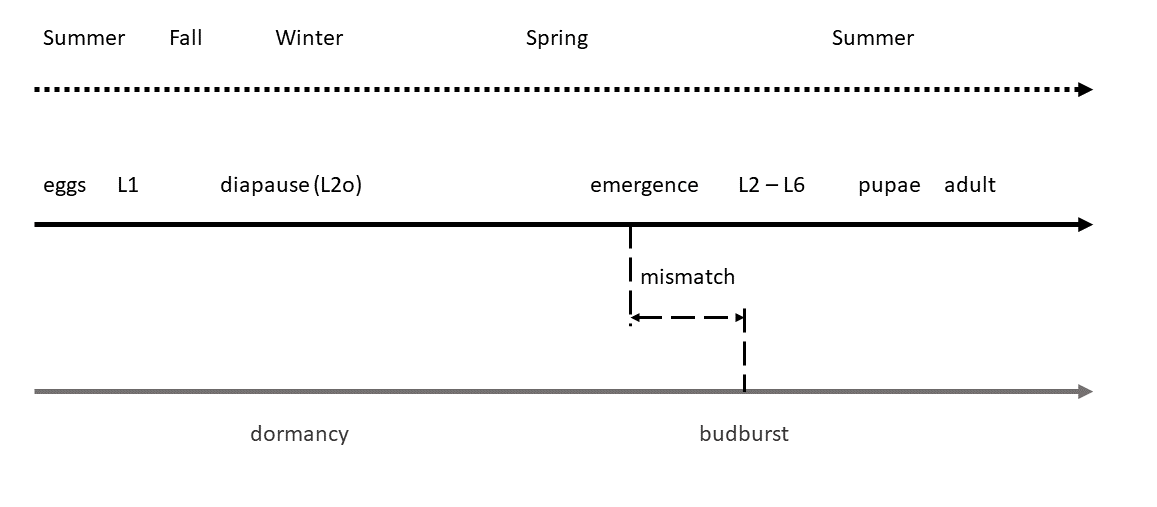 Summer Fall Winter Spring Summer
eggs L1 diapause (L2o) emergence L2 – L6 pupae adult
mismatch
dormancy budburst